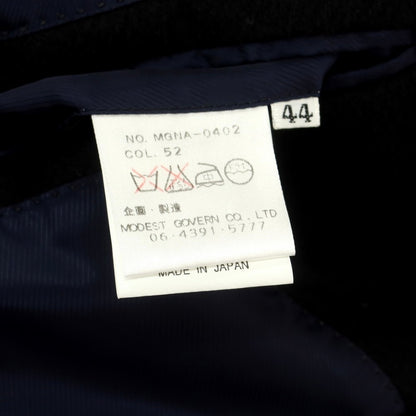 44
NO. MGNA-0402
COL. 52
企画・製造
MODEST GOVERN CO., LTD
06-4391-5777
MADE IN JAPAN